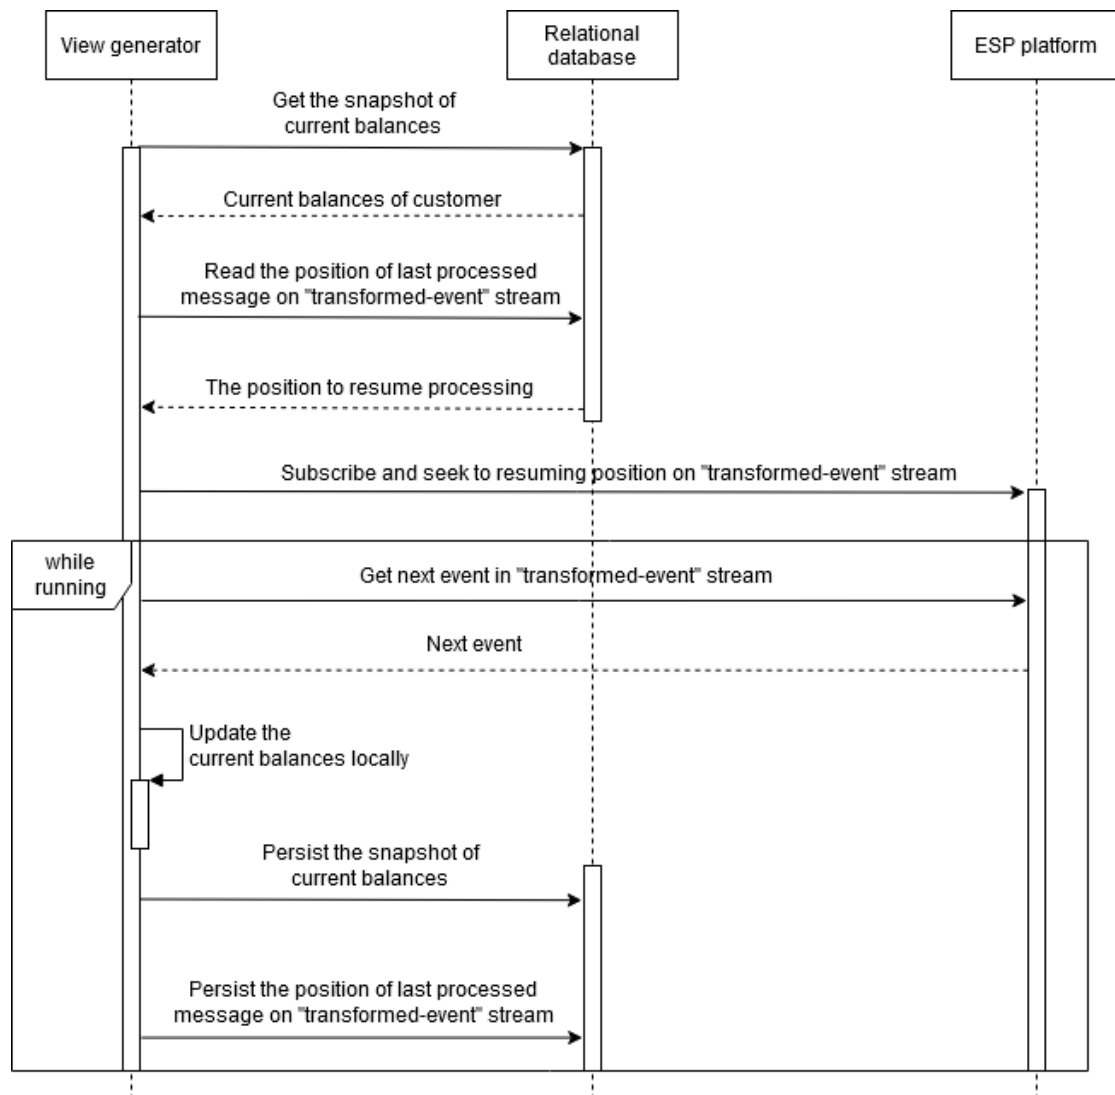 View generator
Relational
database
ESP platform
Get the snapshot of
current balances
Current balances of customer
Read the position of last processed
message on "transformed-event" stream
The position to resume processing
Subscribe and seek to resuming position on "transformed-event" stream
while
running
Get next event in "transformed-event" stream
Next event
Update the
current balances locally
Persist the snapshot of
current balances
Persist the position of last processed
message on "transformed-event" stream